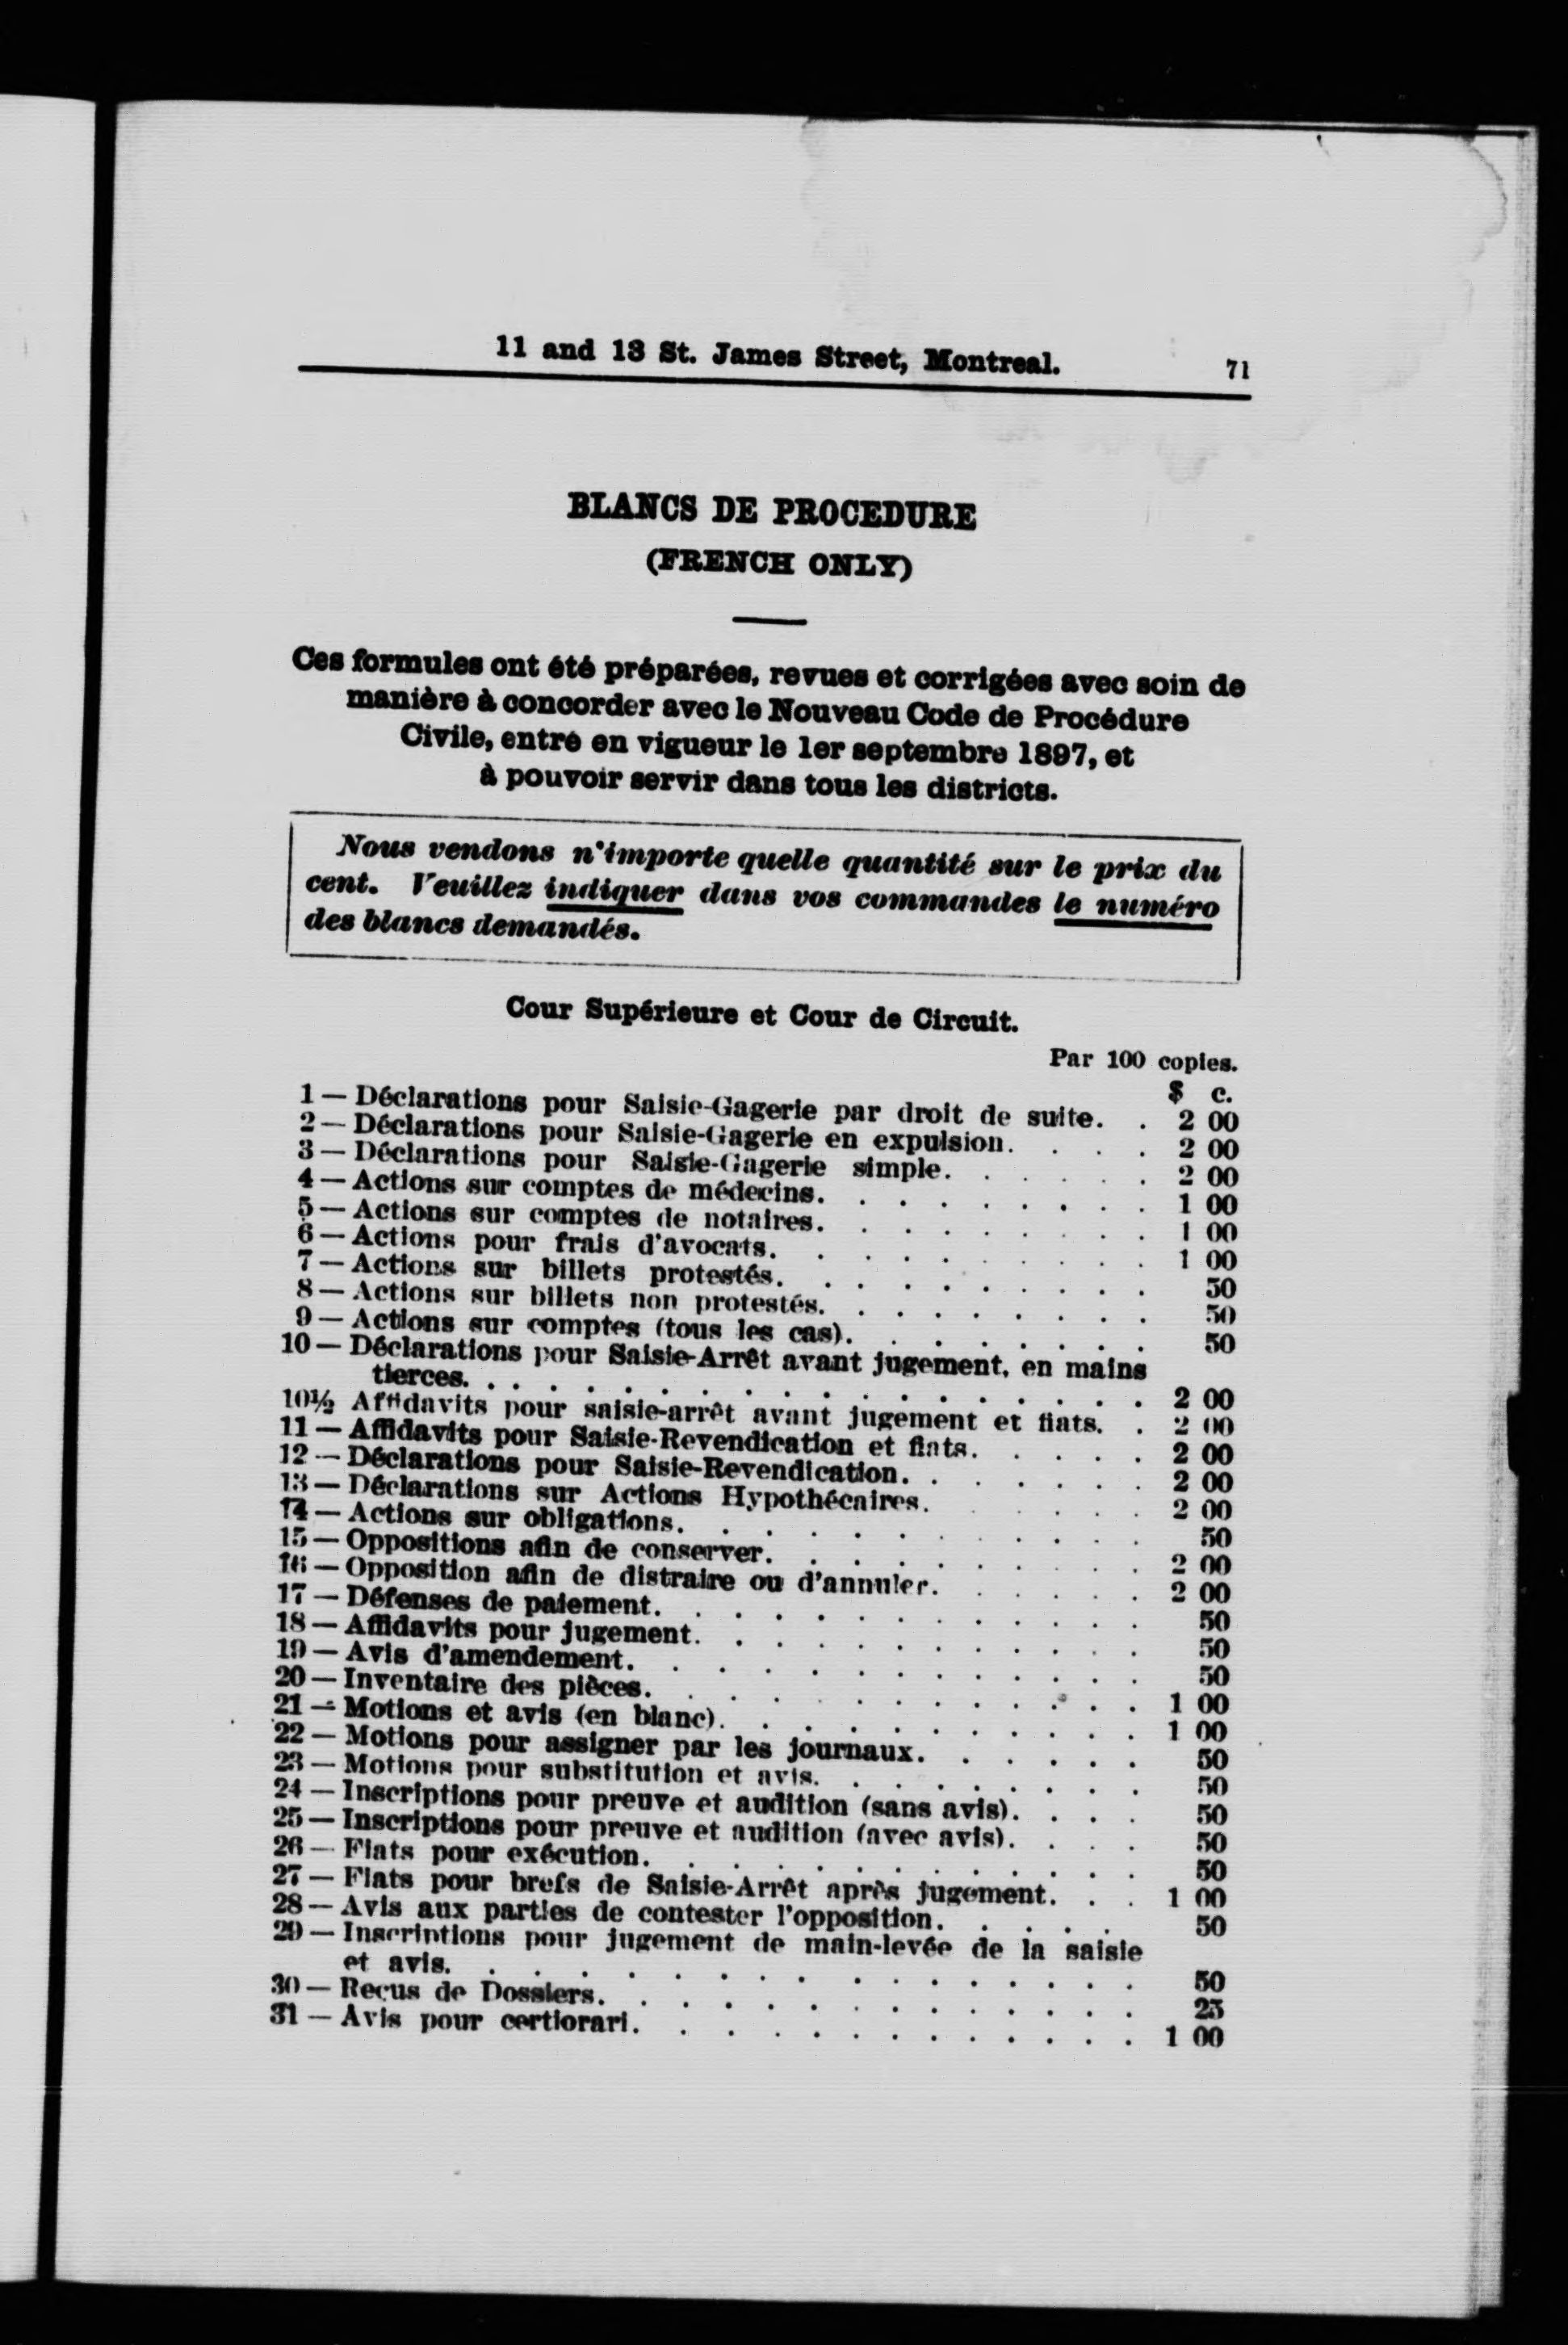 11 and 13 St. James Street, Montreal. 71
BLANCS DE PROCEDURE
(FRENCH ONLY)
Ces formules ont été préparées, revues et corrigées avec soin de
manière à concorder avec le Nouveau Code de Procédure
Civile, entré en vigueur le 1er septembre 1897, et
à pouvoir servir dans tous les districts.
Nous vendons n'importe quelle quantité sur le prix du
cent. Veuillez indiquer dans vos commandes le numéro
des blancs demandés.
Cour Supérieure et Cour de Circuit.
Par 100 copies.
$ c.
1 — Déclarations pour Saisie-Gagerie par droit de suite. . 2 00
2 — Déclarations pour Saisie-Gagerie en expulsion. . . . 2 00
3 — Déclarations pour Saisie-Gagerie simple. . . . . . 2 00
4 — Actions sur comptes de médecins. . . . . . . . . 1 00
5 — Actions sur comptes de notaires. . . . . . . . . 1 00
6 — Actions pour frais d'avocats. . . . . . . . . . 1 00
7 — Actions sur billets protestés. . . . . . . . . . 50
8 — Actions sur billets non protestés. . . . . . . . . 50
9 — Actions sur comptes (tous les cas). . . . . . . . 50
10 — Déclarations pour Saisie-Arrêt avant jugement, en mains
tierces. . . . . . . . . . . . . . . . . . 2 00
10½ Affidavits pour saisie-arrêt avant jugement et fiats. . 2 00
11 — Affidavits pour Saisie-Revendication et fiats. . . . . 2 00
12 — Déclarations pour Saisie-Revendication. . . . . . . 2 00
13 — Déclarations sur Actions Hypothécaires. . . . . . 2 00
14 — Actions sur obligations. . . . . . . . . . . . 50
15 — Oppositions afin de conserver. . . . . . . . . . 2 00
16 — Opposition afin de distraire ou d'annuler. . . . . . 2 00
17 — Défenses de paiement. . . . . . . . . . . . 50
18 — Affidavits pour jugement. . . . . . . . . . . 50
19 — Avis d'amendement. . . . . . . . . . . . . 50
20 — Inventaire des pièces. . . . . . . . . . . . 1 00
21 — Motions et avis (en blanc). . . . . . . . . . . 1 00
22 — Motions pour assigner par les journaux. . . . . . 50
23 — Motions pour substitution et avis. . . . . . . . . 50
24 — Inscriptions pour preuve et audition (sans avis). . . . 50
25 — Inscriptions pour preuve et audition (avec avis). . . . 50
26 — Fiats pour exécution. . . . . . . . . . . . 50
27 — Fiats pour brefs de Saisie-Arrêt après jugement. . . 1 00
28 — Avis aux parties de contester l'opposition. . . . . . 50
29 — Inscriptions pour jugement de main-levée de la saisie
et avis. . . . . . . . . . . . . . . . . 50
30 — Reçus de Dossiers. . . . . . . . . . . . . 25
31 — Avis pour certiorari. . . . . . . . . . . . . 1 00